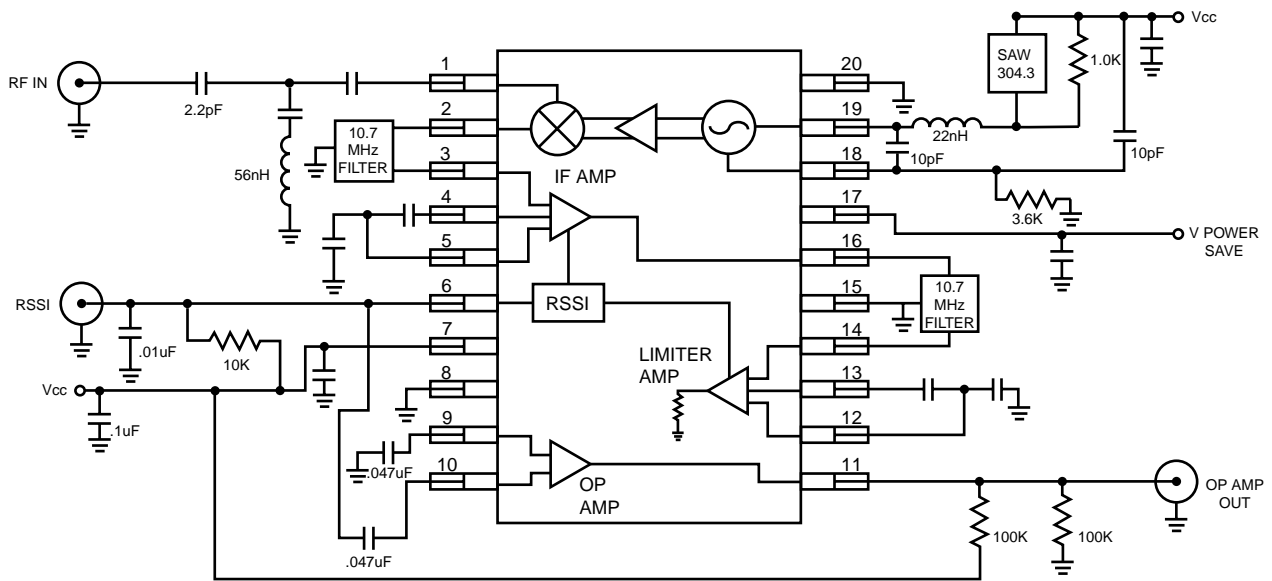 RF IN
2.2pF
56nH
1
2
3
4
5
6
7
8
9
10
10.7
MHz
FILTER
IF AMP
RSSI
LIMITER
AMP
OP
AMP
RSSI
.01uF
10K
Vcc
.1uF
.047uF
.047uF
20
19
18
17
16
15
14
13
12
11
SAW
304.3
1.0K
Vcc
22nH
10pF
10pF
3.6K
V POWER
SAVE
10.7
MHz
FILTER
100K
100K
OP AMP
OUT